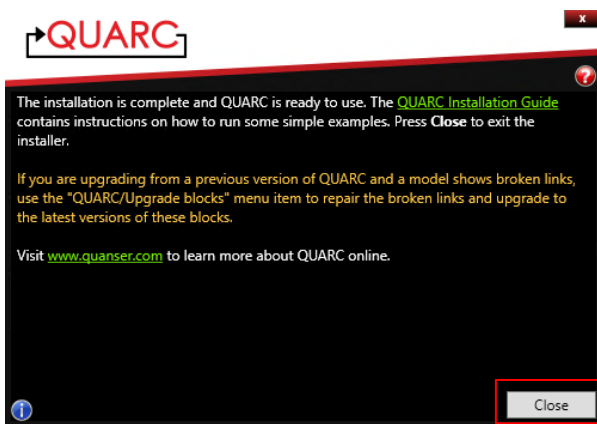 QUARC
x
?
The installation is complete and QUARC is ready to use. The QUARC Installation Guide
contains instructions on how to run some simple examples. Press Close to exit the
installer.
If you are upgrading from a previous version of QUARC and a model shows broken links,
use the "QUARC/Upgrade blocks" menu item to repair the broken links and upgrade to
the latest versions of these blocks.
Visit www.quanser.com to learn more about QUARC online.
i
Close